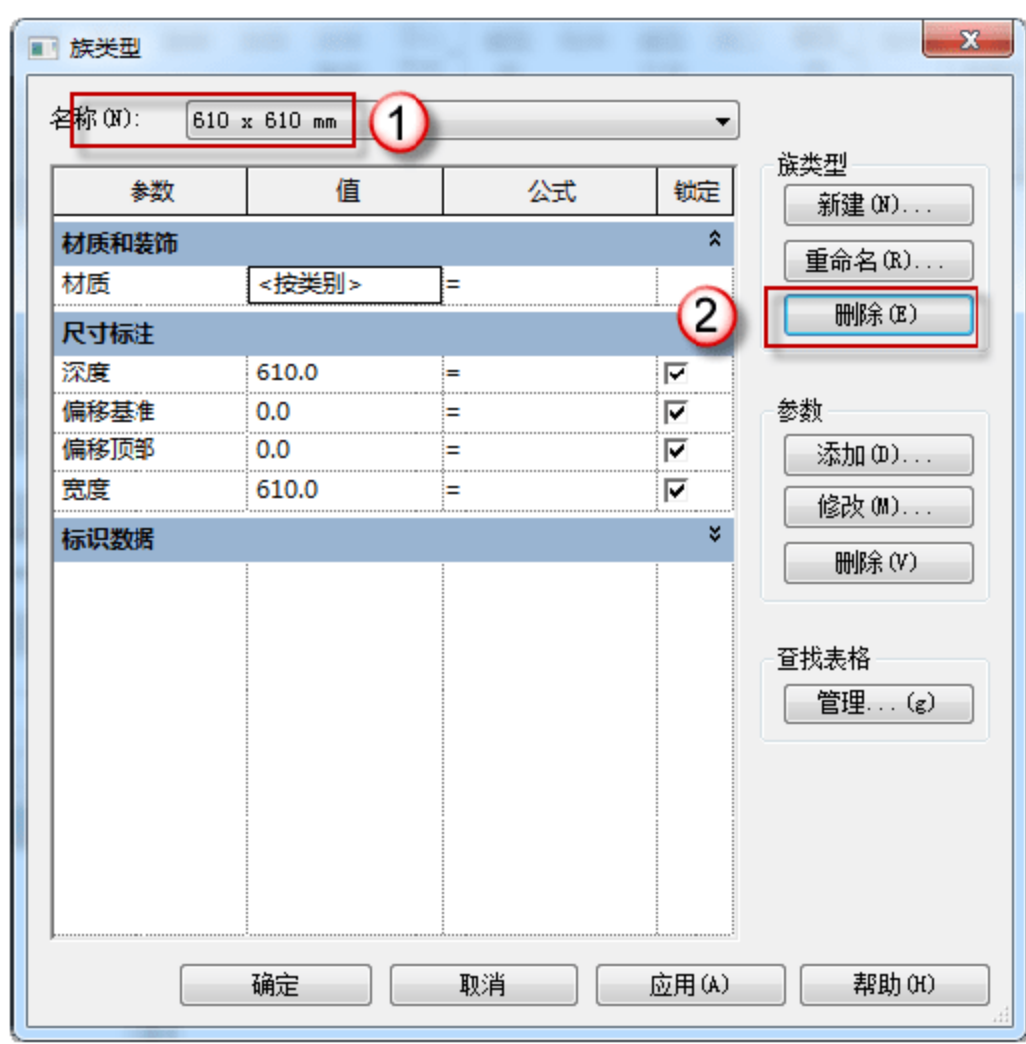 族类型
名称(N):
610 x 610 mm
1
参数 值 公式 锁定
材质和装饰
材质 <按类别> =
尺寸标注
深度 610.0 =
偏移基准 0.0 =
偏移顶部 0.0 =
宽度 610.0 =
标识数据
族类型
新建(N)...
重命名(R)...
2
删除(E)
参数
添加(D)...
修改(M)...
删除(V)
查找表格
管理...(g)
确定 取消 应用(A) 帮助(H)